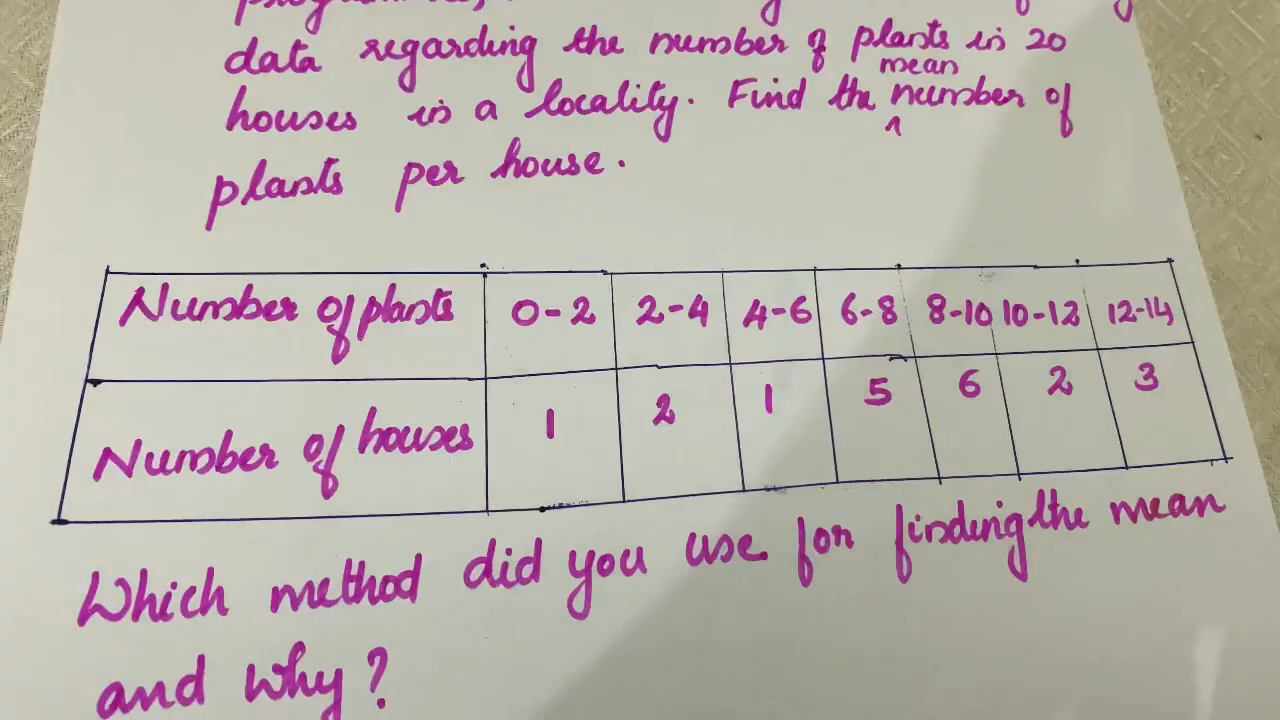 data regarding the number of plants in 20
mean
houses in a locality. Find the ^ number of
plants per house.
Number of plants 0-2 2-4 4-6 6-8 8-10 10-12 12-14
Number of houses 1 2 1 5 6 2 3
Which method did you use for finding the mean
and why?